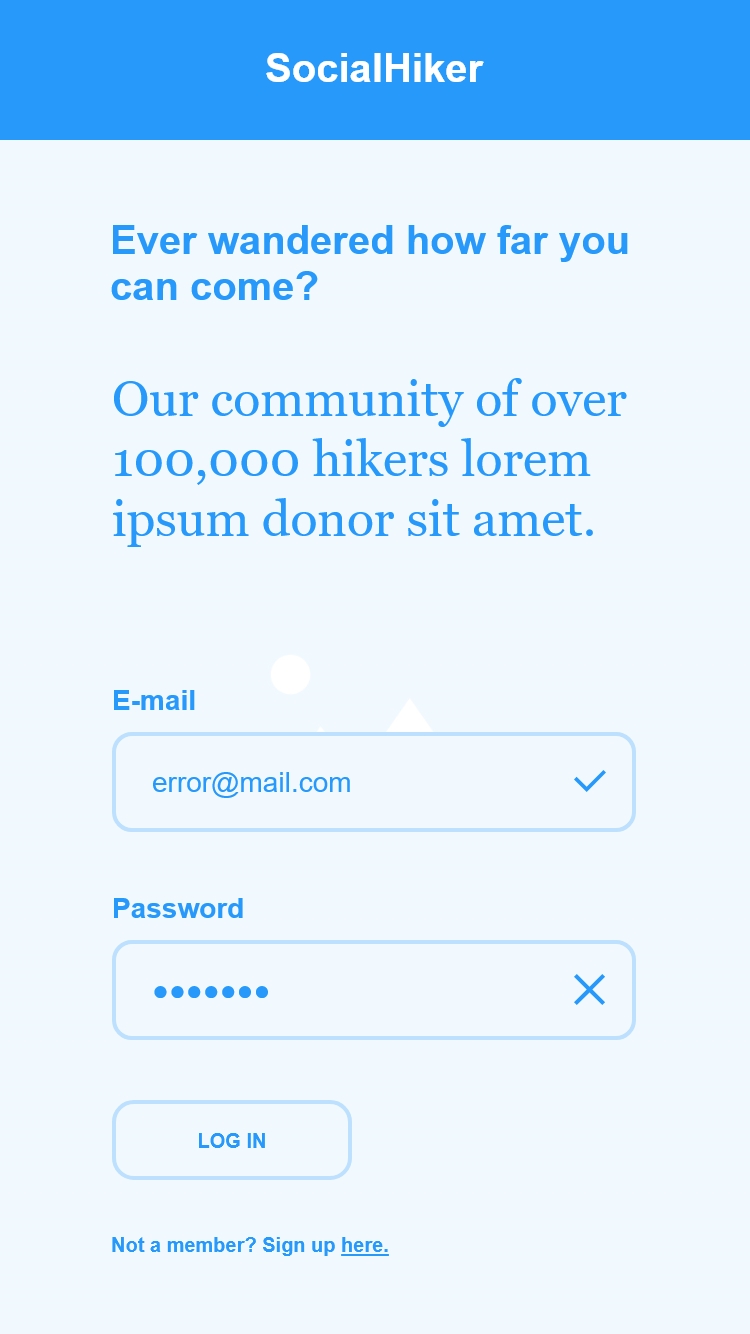 SocialHiker
Ever wandered how far you
can come?
Our community of over
100,000 hikers lorem
ipsum donor sit amet.
E-mail
error@mail.com
Password
•••••••
LOG IN
Not a member? Sign up here.